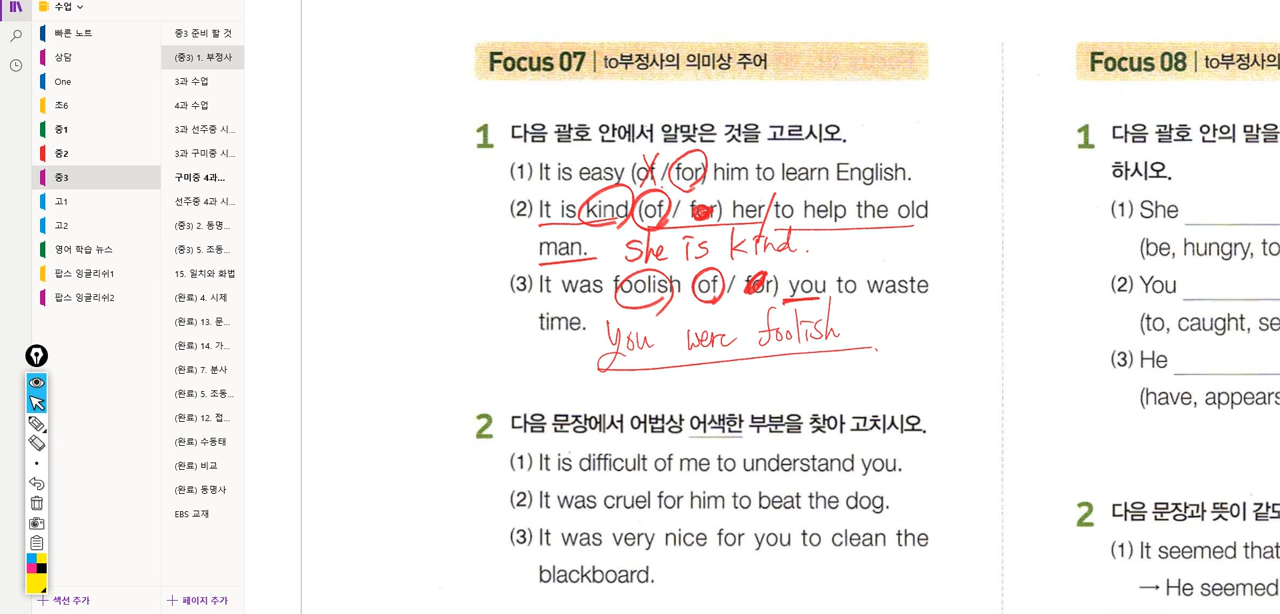 수업
빠른 노트
상담
One
초6
중1
중2
중3
고1
고2
영어 학습 뉴스
팝스 잉글리쉬1
팝스 잉글리쉬2
섹션 추가
중3 준비 할 것
(중3) 1. 부정사
3과 수업
4과 수업
3과 선주중 시...
3과 구미중 시...
구미중 4과...
선주중 4과 시...
(중3) 2. 동명...
(중3) 5. 조동...
15. 일치와 화법
(완료) 4. 시제
(완료) 13. 문...
(완료) 14. 가...
(완료) 7. 분사
(완료) 5. 조동...
(완료) 12. 접...
(완료) 수동태
(완료) 비교
(완료) 동명사
EBS 교재
페이지 추가
Focus 07 | to부정사의 의미상 주어
1 다음 괄호 안에서 알맞은 것을 고르시오.
(1) It is easy (of / for) him to learn English.
(2) It is kind (of / for) her to help the old
man. She is kind.
(3) It was foolish (of / for) you to waste
time.
you were foolish.
2 다음 문장에서 어법상 어색한 부분을 찾아 고치시오.
(1) It is difficult of me to understand you.
(2) It was cruel for him to beat the dog.
(3) It was very nice for you to clean the
blackboard.
Focus 08 | to부정사의
1 다음 괄호 안의 말을
하시오.
(1) She
(be, hungry, to
(2) You
(to, caught, se
(3) He
(have, appears
2 다음 문장과 뜻이 같도
(1) It seemed that
→ He seemed